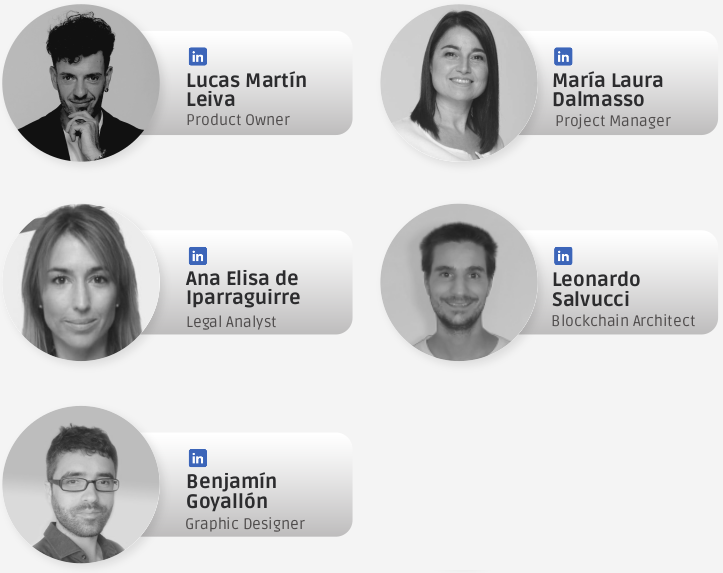 in
Lucas Martín
Leiva
Product Owner
in
María Laura
Dalmasso
Project Manager
in
Ana Elisa de
Iparraguirre
Legal Analyst
in
Leonardo
Salvucci
Blockchain Architect
in
Benjamín
Goyallón
Graphic Designer